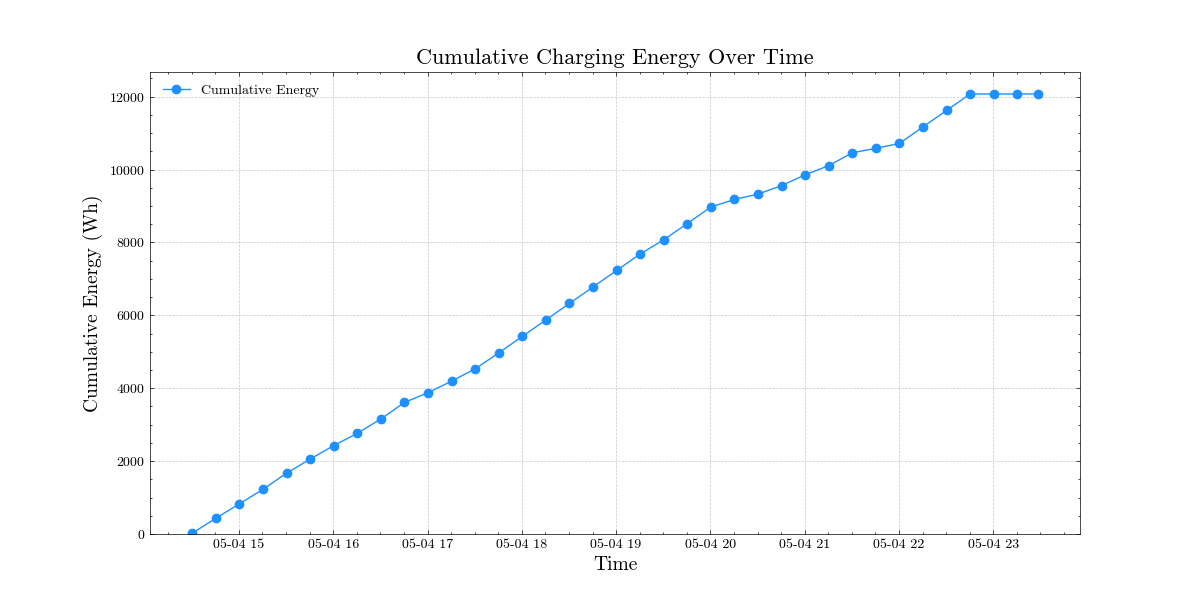 Cumulative Charging Energy Over Time
Cumulative Energy
12000
10000
8000
6000
4000
2000
0
Cumulative Energy (Wh)
05-04 15 05-04 16 05-04 17 05-04 18 05-04 19 05-04 20 05-04 21 05-04 22 05-04 23
Time